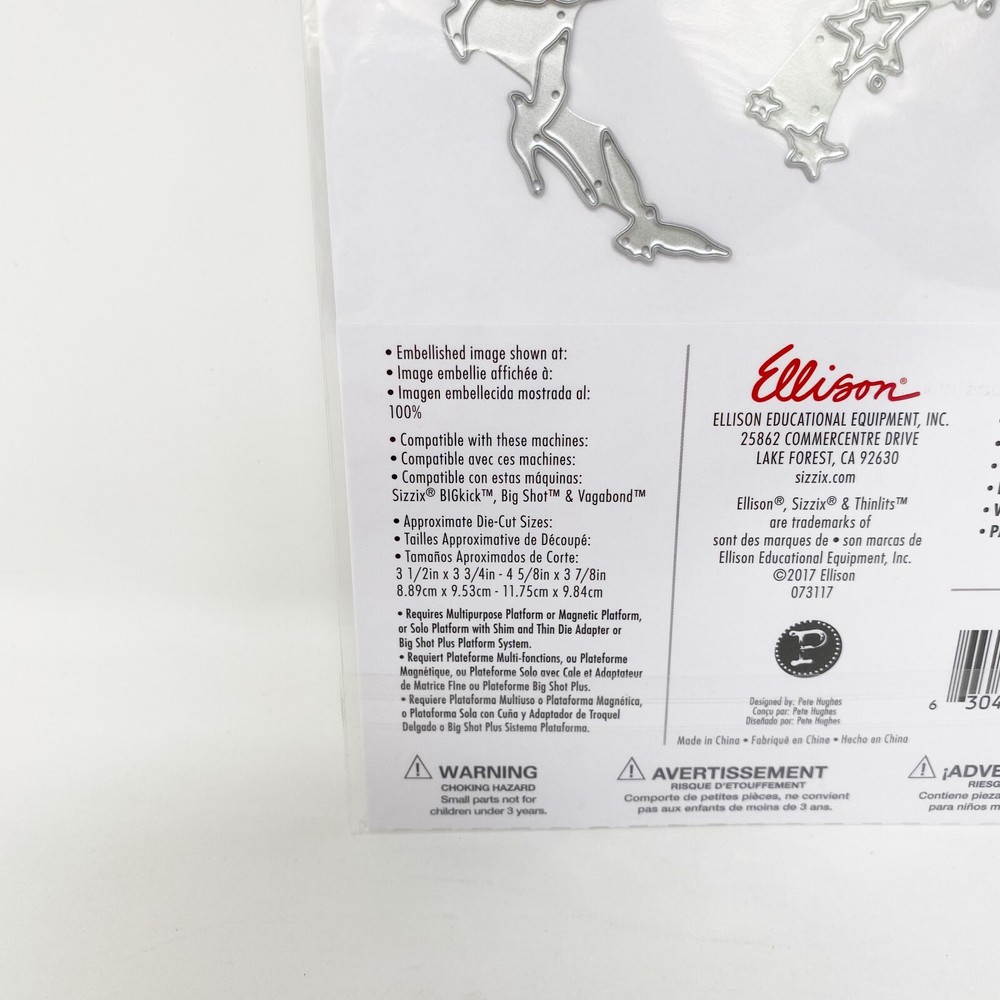 • Embellished image shown at:
• Image embellie affichée à:
• Imagen embellecida mostrada al:
100%
• Compatible with these machines:
• Compatible avec ces machines:
• Compatible con estas máquinas:
Sizzix® BIGkick™, Big Shot™ & Vagabond™
• Approximate Die-Cut Sizes:
• Tailles Approximative de Découpé:
• Tamaños Aproximados de Corte:
3 1/2in x 3 3/4in - 4 5/8in x 3 7/8in
8.89cm x 9.53cm - 11.75cm x 9.84cm
• Requires Multipurpose Platform or Magnetic Platform,
or Solo Platform with Shim and Thin Die Adapter or
Big Shot Plus Platform System.
• Requiert Plateforme Multi-fonctions, ou Plateforme
Magnétique, ou Plateforme Solo avec Cale et Adaptateur
de Matrice FIne ou Plateforme Big Shot Plus.
• Requiere Plataforma Multiuso o Plataforma Magnética,
o Plataforma Sola con Cuña y Adaptador de Troquel
Delgado o Big Shot Plus Sistema Plataforma.
Ellison®
ELLISON EDUCATIONAL EQUIPMENT, INC.
25862 COMMERCENTRE DRIVE
LAKE FOREST, CA 92630
sizzix.com
Ellison®, Sizzix® & Thinlits™
are trademarks of
sont des marques de • son marcas de
Ellison Educational Equipment, Inc.
©2017 Ellison
073117
P
Designed by: Pete Hughes
Conçu par: Pete Hughes
Diseñado por: Pete Hughes
Made in China • Fabriqué en Chine • Hecho en China
6 304
WARNING
CHOKING HAZARD
Small parts not for
children under 3 years.
AVERTISSEMENT
RISQUE D'ETOUFFEMENT
Comporte de petites pièces, ne convient
pas aux enfants de moins de 3 ans.
¡ADVE
RIESG
Contiene pieza
para niños m